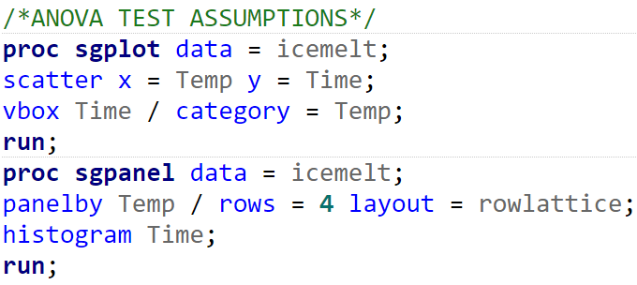 /*ANOVA TEST ASSUMPTIONS*/
proc sgplot data = icemelt;
scatter x = Temp y = Time;
vbox Time / category = Temp;
run;
proc sgpanel data = icemelt;
panelby Temp / rows = 4 layout = rowlattice;
histogram Time;
run;